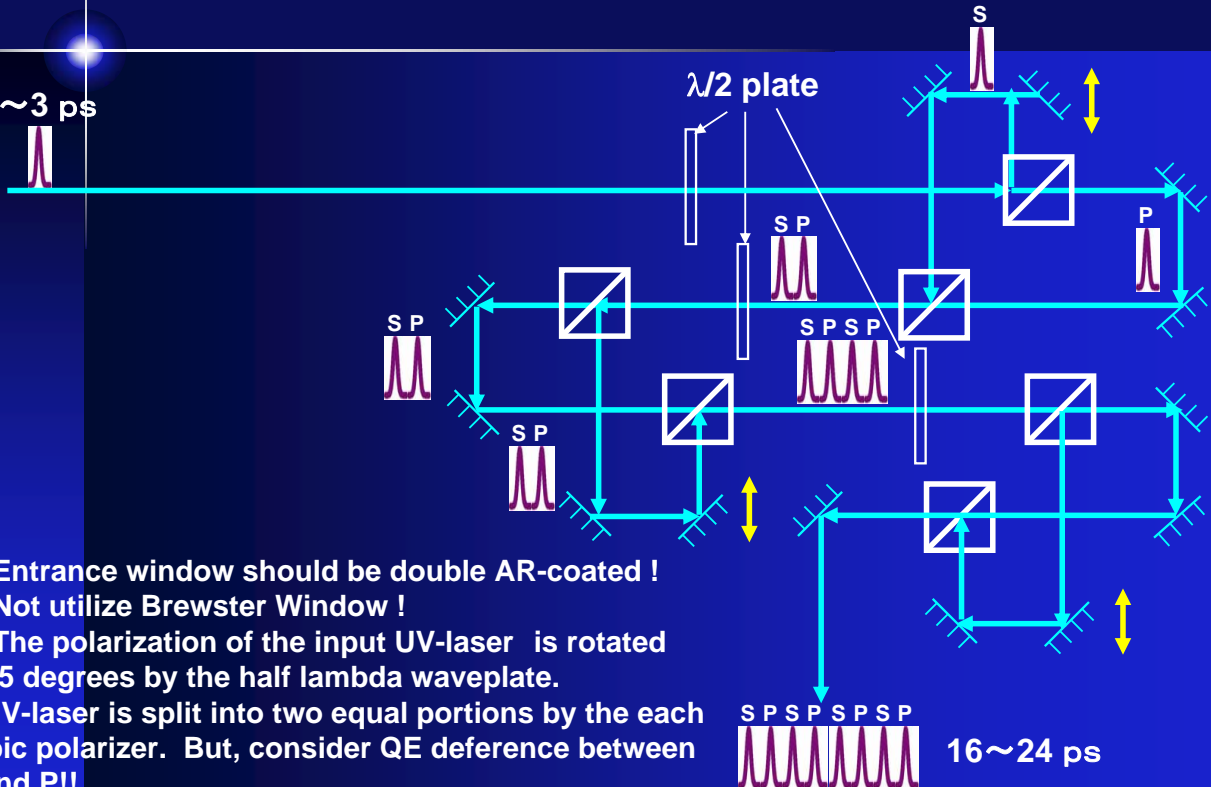 S
λ/2 plate
～3 ps
P
S P
S P S P
S P
S P
Entrance window should be double AR-coated !
Not utilize Brewster Window !
The polarization of the input UV-laser is rotated
5 degrees by the half lambda waveplate.
V-laser is split into two equal portions by the each
polarizer. But, consider QE deference between
P!!
S P S P S P S P
16～24 ps